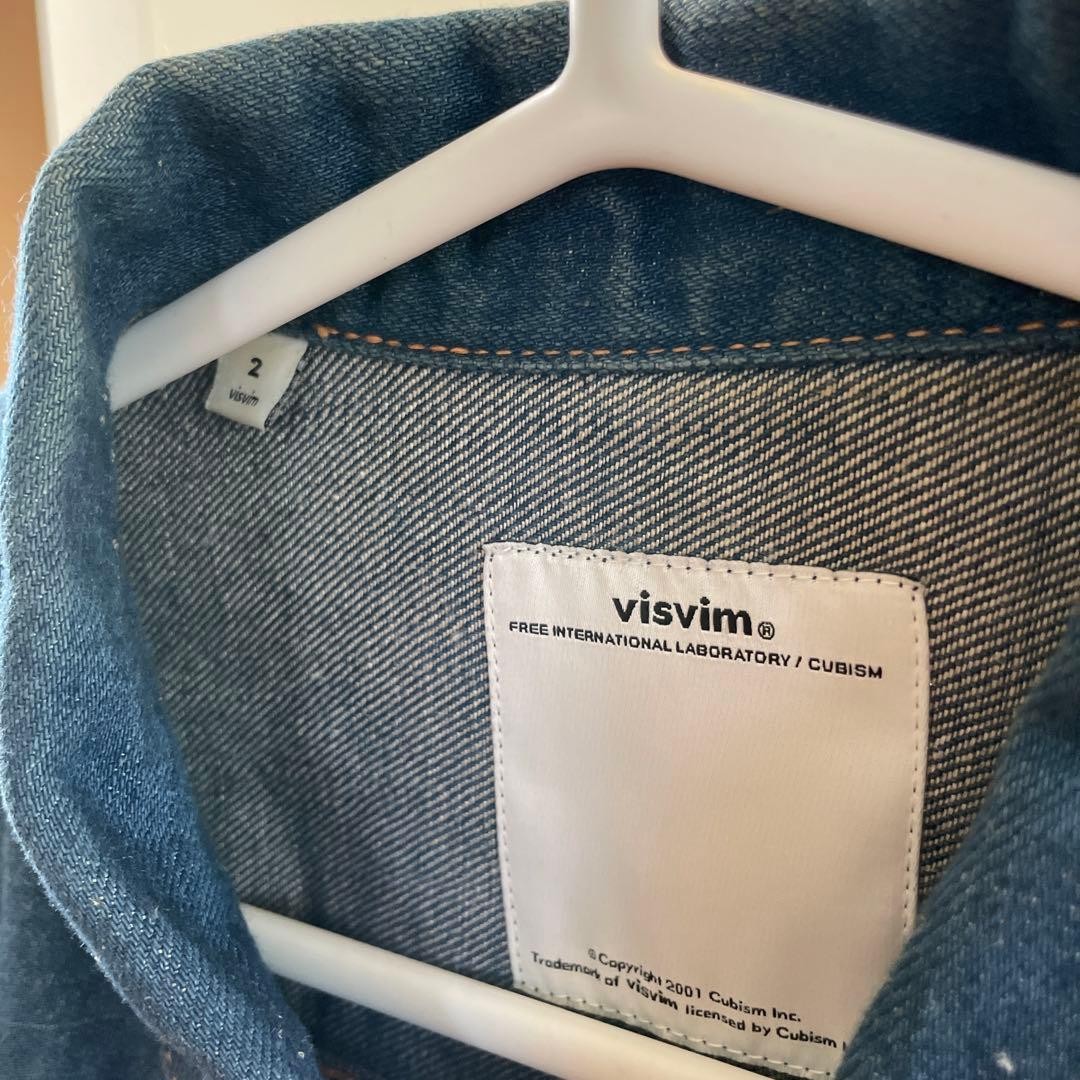 2
visvim
visvim®
FREE INTERNATIONAL LABORATORY / CUBISM
©Copyright 2001 Cubism Inc.
Trademark of visvim licensed by Cubism